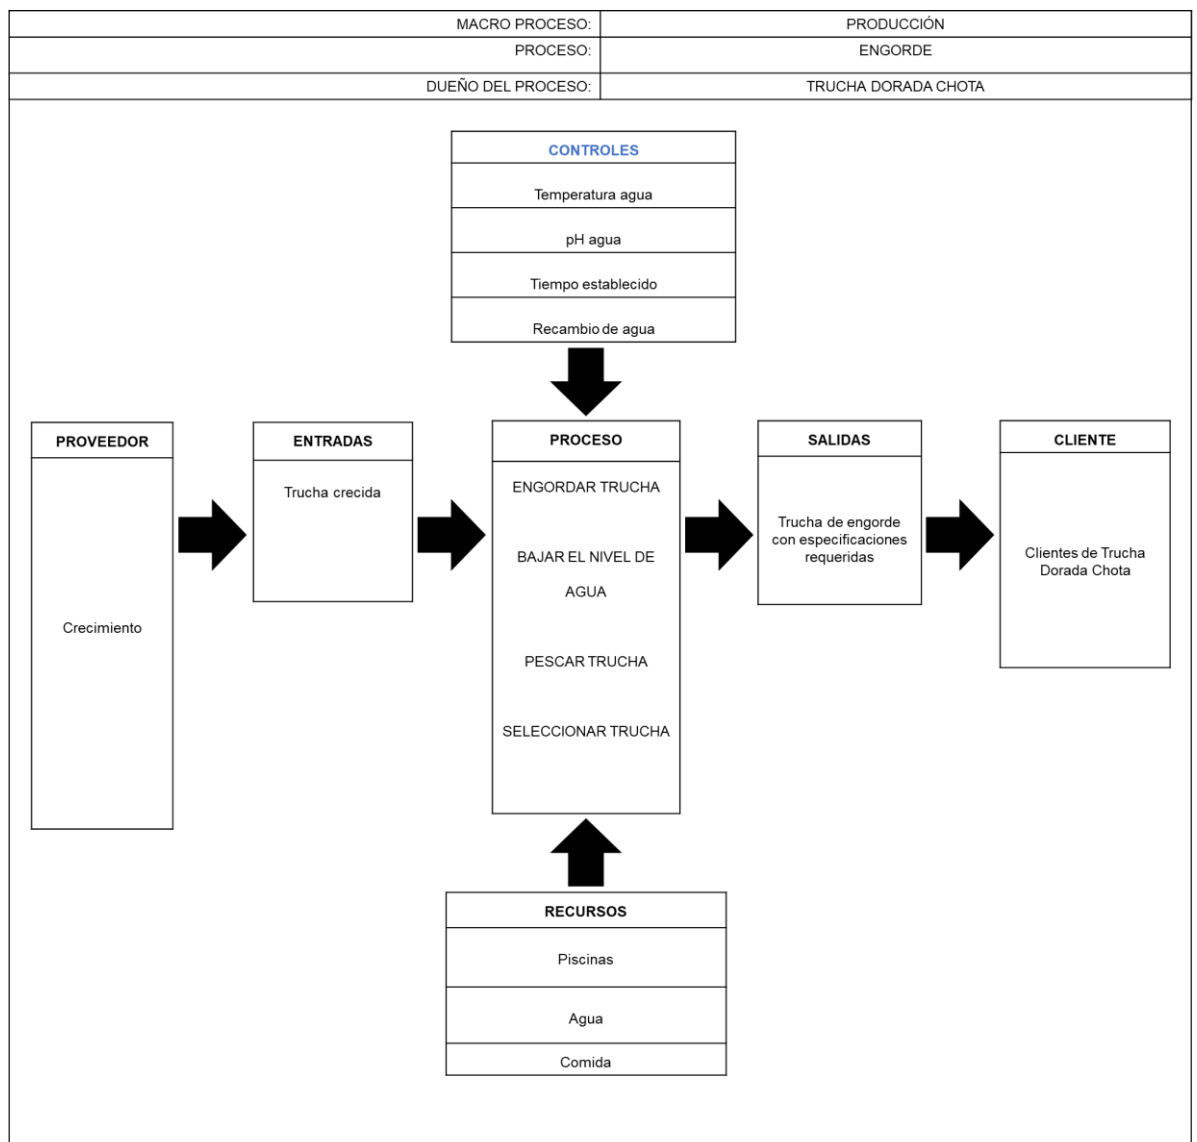 MACRO PROCESO: PRODUCCIÓN
PROCESO: ENGORDE
DUEÑO DEL PROCESO: TRUCHA DORADA CHOTA
CONTROLES
Temperatura agua
pH agua
Tiempo establecido
Recambio de agua
PROVEEDOR
Crecimiento
ENTRADAS
Trucha crecida
PROCESO
ENGORDAR TRUCHA
BAJAR EL NIVEL DE
AGUA
PESCAR TRUCHA
SELECCIONAR TRUCHA
SALIDAS
Trucha de engorde
con especificaciones
requeridas
CLIENTE
Clientes de Trucha
Dorada Chota
RECURSOS
Piscinas
Agua
Comida